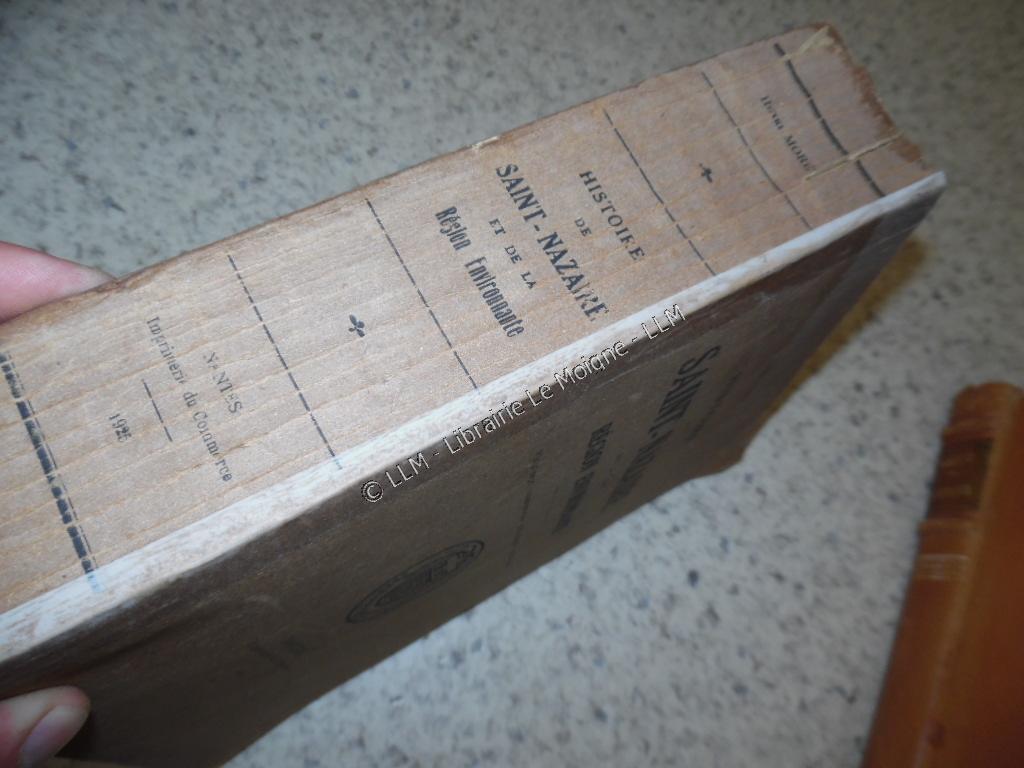 Henri MORET
HISTOIRE
DE
SAINT-NAZAIRE
ET DE LA
Région Environnante
NANTES
Imprimerie du Commerce
1925
SAINT-NAZAIRE
© LLM - Librairie Le Moigne - LLM